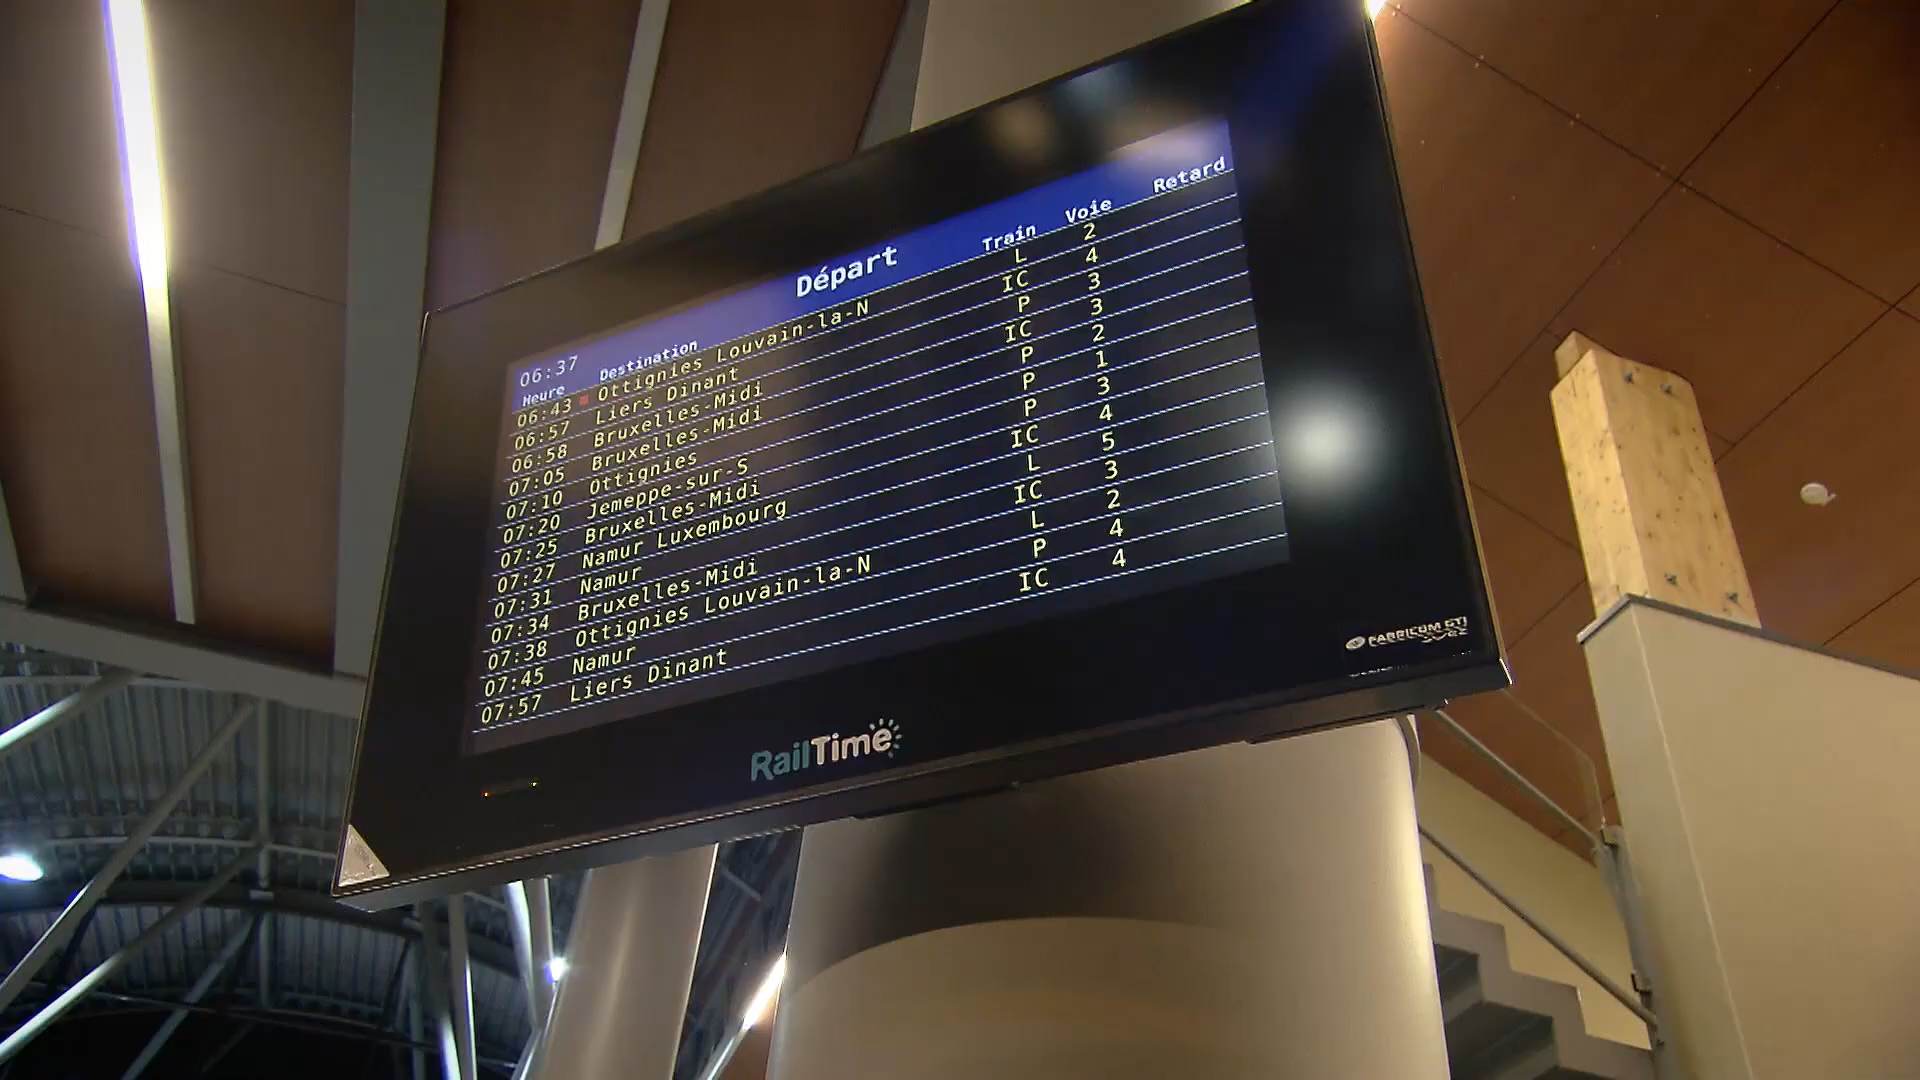 Départ
06:37
Heure Destination Train Voie Retard
06:43 Ottignies Louvain-la-N L 2
06:57 Liers Dinant IC 4
06:58 Bruxelles-Midi P 3
07:05 Bruxelles-Midi IC 3
07:10 Ottignies P 2
07:20 Jemeppe-sur-S P 1
07:25 Bruxelles-Midi P 3
07:27 Namur Luxembourg IC 4
07:31 Namur L 5
07:34 Bruxelles-Midi IC 3
07:38 Ottignies Louvain-la-N L 2
07:45 Namur P 4
07:57 Liers Dinant IC 4
FABRICOM GTI
RailTime